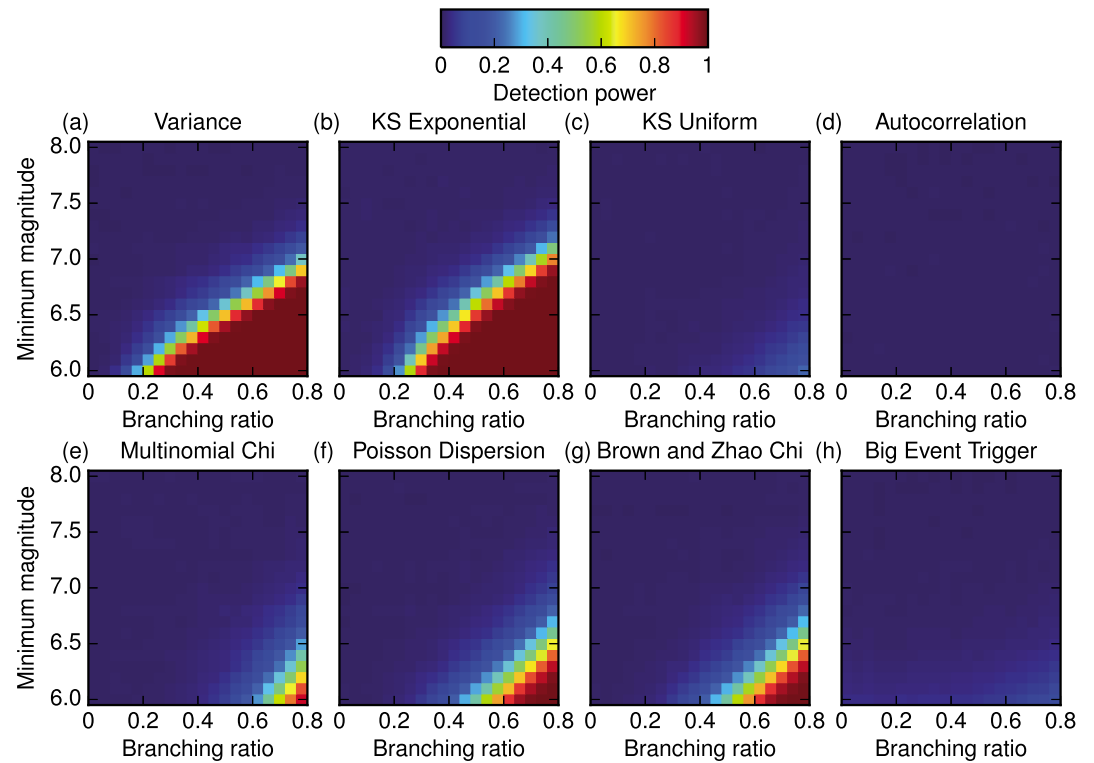 0 0.2 0.4 0.6 0.8 1
Detection power
(a) Variance (b) KS Exponential (c) KS Uniform (d) Autocorrelation
8.0
7.5
7.0
6.5
6.0
Minimum magnitude
0 0.2 0.4 0.6 0.8 0 0.2 0.4 0.6 0.8 0 0.2 0.4 0.6 0.8 0 0.2 0.4 0.6 0.8
Branching ratio Branching ratio Branching ratio Branching ratio
(e) Multinomial Chi (f) Poisson Dispersion (g) Brown and Zhao Chi (h) Big Event Trigger
8.0
7.5
7.0
6.5
6.0
Minimum magnitude
0 0.2 0.4 0.6 0.8 0 0.2 0.4 0.6 0.8 0 0.2 0.4 0.6 0.8 0 0.2 0.4 0.6 0.8
Branching ratio Branching ratio Branching ratio Branching ratio